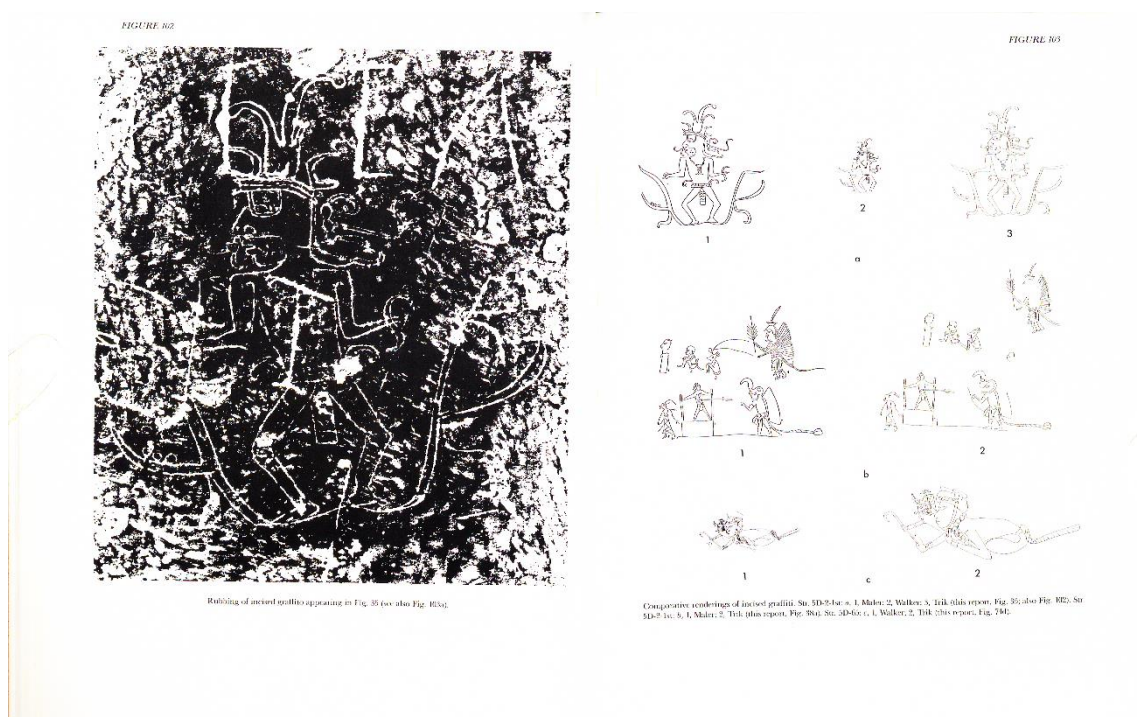 FIGURE 102
Rubbing of incised graffito appearing in Fig. 35 (see also Fig. 103a).
FIGURE 103
1
2
3
a
1
2
b
1
2
c
Comparative renderings of incised graffiti. Str. 5D-2-1st: a, 1, Maler; 2, Walker; 3, Trik (this report, Fig. 35; also Fig. 102). Str
5D-2-1st: b, 1, Maler; 2, Trik (this report, Fig. 38a). Str. 5D-65: c, 1, Walker; 2, Trik (this report, Fig. 74d).